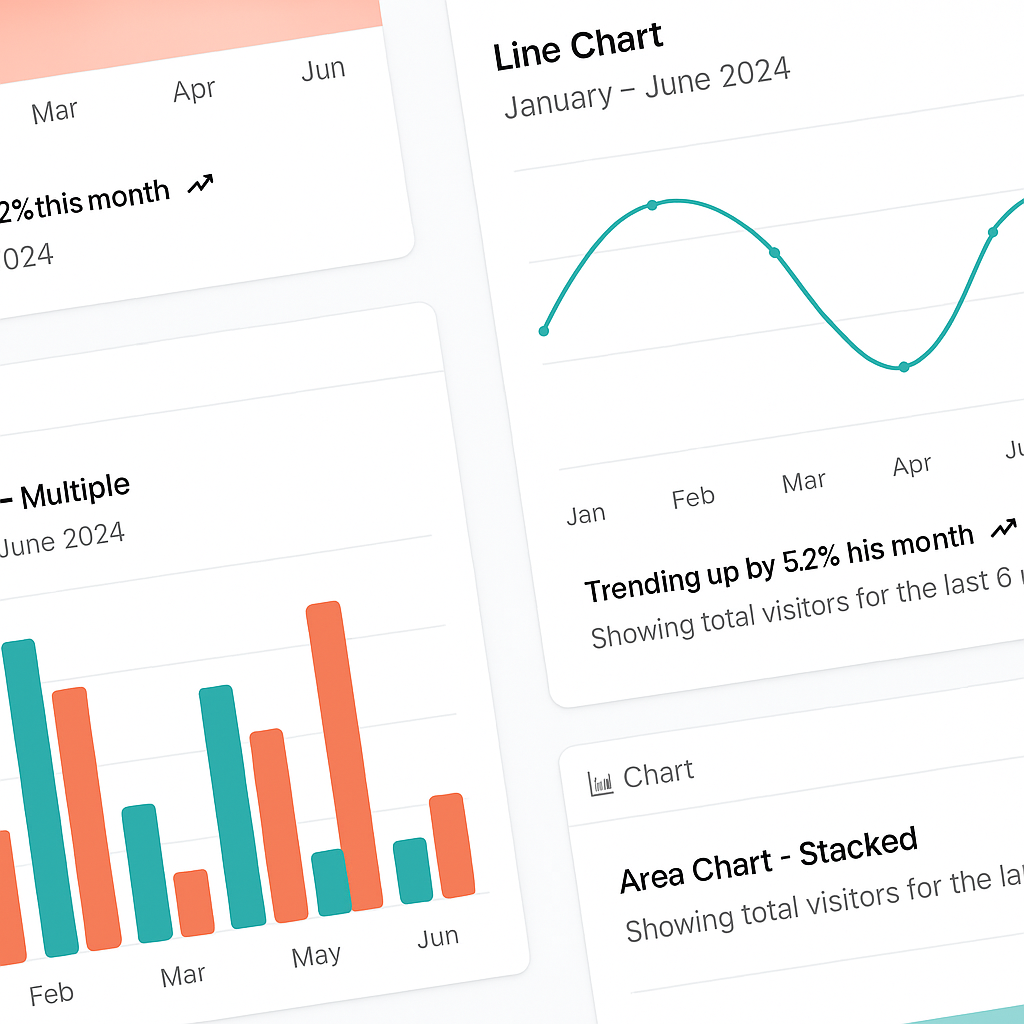 Mar Apr Jun
2% this month
024
– Multiple
June 2024
Feb Mar May Jun
Line Chart
January – June 2024
Jan Feb Mar Apr Ju
Trending up by 5.2% his month
Showing total visitors for the last 6
Chart
Area Chart - Stacked
Showing total visitors for the la